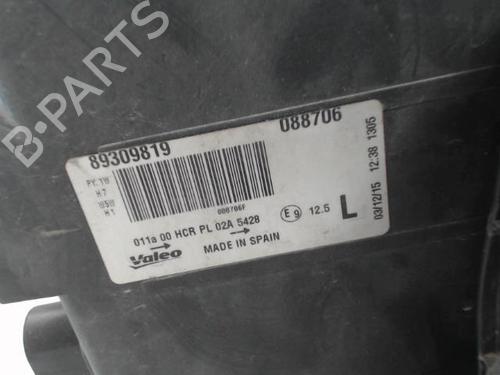 89309819
088706
PY.1W
H7
W5W
H1
088706F
011a 00 HCR PL 02A 5428
Valeo
MADE IN SPAIN
E9
12.5
L
03/12/15 12:38 1305
B PARTS